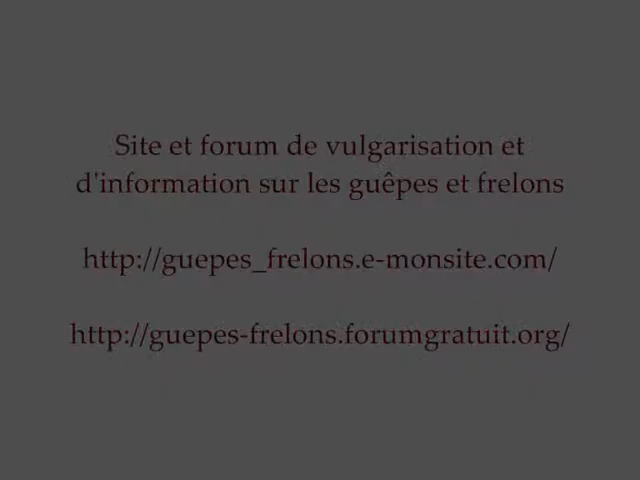 Site et forum de vulgarisation et
d'information sur les guêpes et frelons
http://guepes_frelons.e-monsite.com/
http://guepes-frelons.forumgratuit.org/